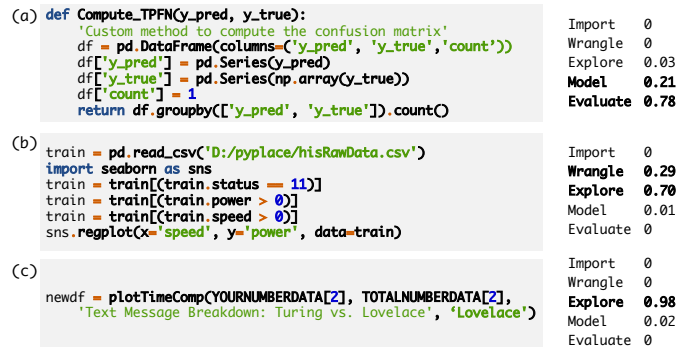 (a)
def Compute_TPFN(y_pred, y_true):
'Custom method to compute the confusion matrix'
df = pd.DataFrame(columns=('y_pred', 'y_true','count’))
df['y_pred'] = pd.Series(y_pred)
df['y_true'] = pd.Series(np.array(y_true))
df['count'] = 1
return df.groupby(['y_pred', 'y_true']).count()
Import 0
Wrangle 0
Explore 0.03
Model 0.21
Evaluate 0.78
(b)
train = pd.read_csv('D:/pyplace/hisRawData.csv')
import seaborn as sns
train = train[(train.status == 11)]
train = train[(train.power > 0)]
train = train[(train.speed > 0)]
sns.regplot(x='speed', y='power', data=train)
Import 0
Wrangle 0.29
Explore 0.70
Model 0.01
Evaluate 0
(c)
newdf = plotTimeComp(YOURNUMBERDATA[2], TOTALNUMBERDATA[2],
'Text Message Breakdown: Turing vs. Lovelace', ‘Lovelace')
Import 0
Wrangle 0
Explore 0.98
Model 0.02
Evaluate 0